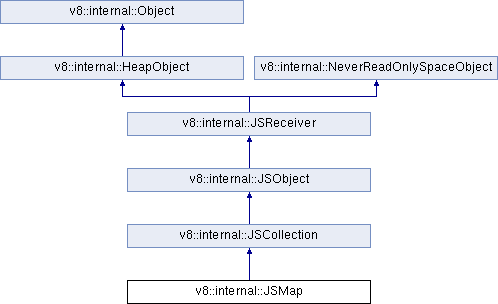 v8::internal::Object
v8::internal::HeapObject
v8::internal::NeverReadOnlySpaceObject
v8::internal::JSReceiver
v8::internal::JSObject
v8::internal::JSCollection
v8::internal::JSMap